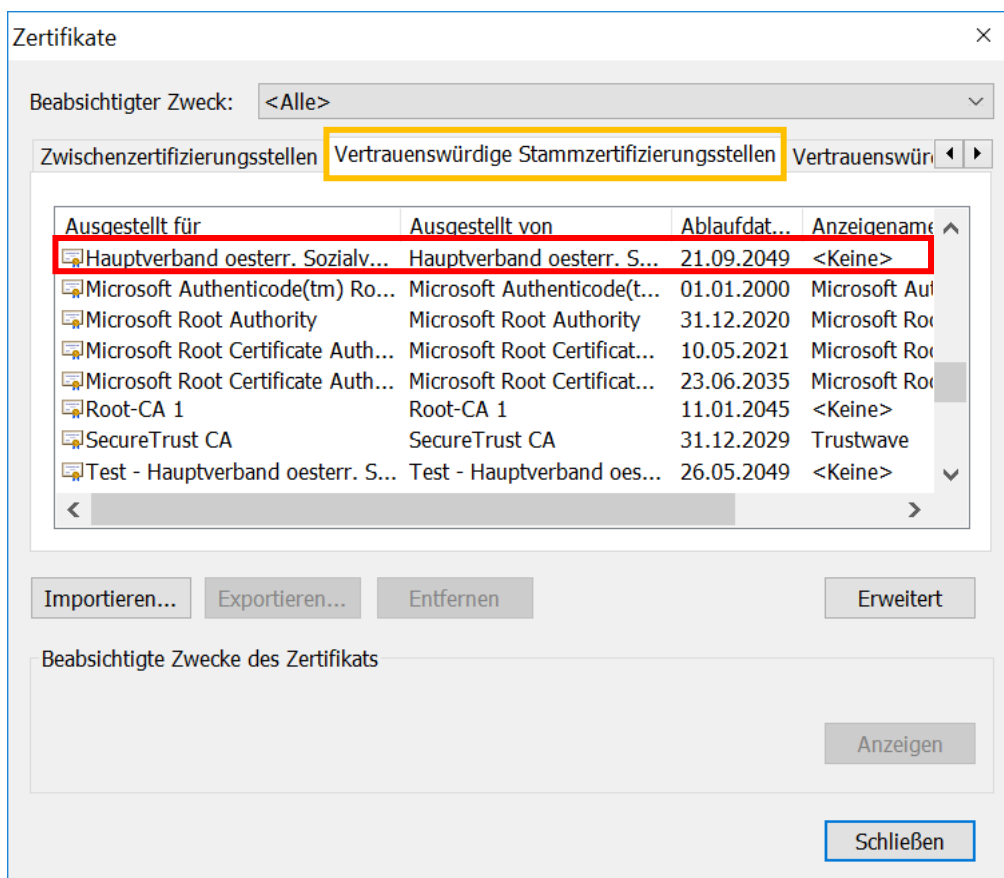 Zertifikate
Beabsichtigter Zweck: <Alle>
Zwischenzertifizierungsstellen Vertrauenswürdige Stammzertifizierungsstellen Vertrauenswür
Ausgestellt für Ausgestellt von Ablaufdat... Anzeigename
Hauptverband oesterr. Sozialv... Hauptverband oesterr. S... 21.09.2049 <Keine>
Microsoft Authenticode(tm) Ro... Microsoft Authenticode(t... 01.01.2000 Microsoft Aut
Microsoft Root Authority Microsoft Root Authority 31.12.2020 Microsoft Roo
Microsoft Root Certificate Auth... Microsoft Root Certificat... 10.05.2021 Microsoft Roo
Microsoft Root Certificate Auth... Microsoft Root Certificat... 23.06.2035 Microsoft Roo
Root-CA 1 Root-CA 1 11.01.2045 <Keine>
SecureTrust CA SecureTrust CA 31.12.2029 Trustwave
Test - Hauptverband oesterr. S... Test - Hauptverband oes... 26.05.2049 <Keine>
Importieren... Exportieren... Entfernen Erweitert
Beabsichtigte Zwecke des Zertifikats
Anzeigen
Schließen